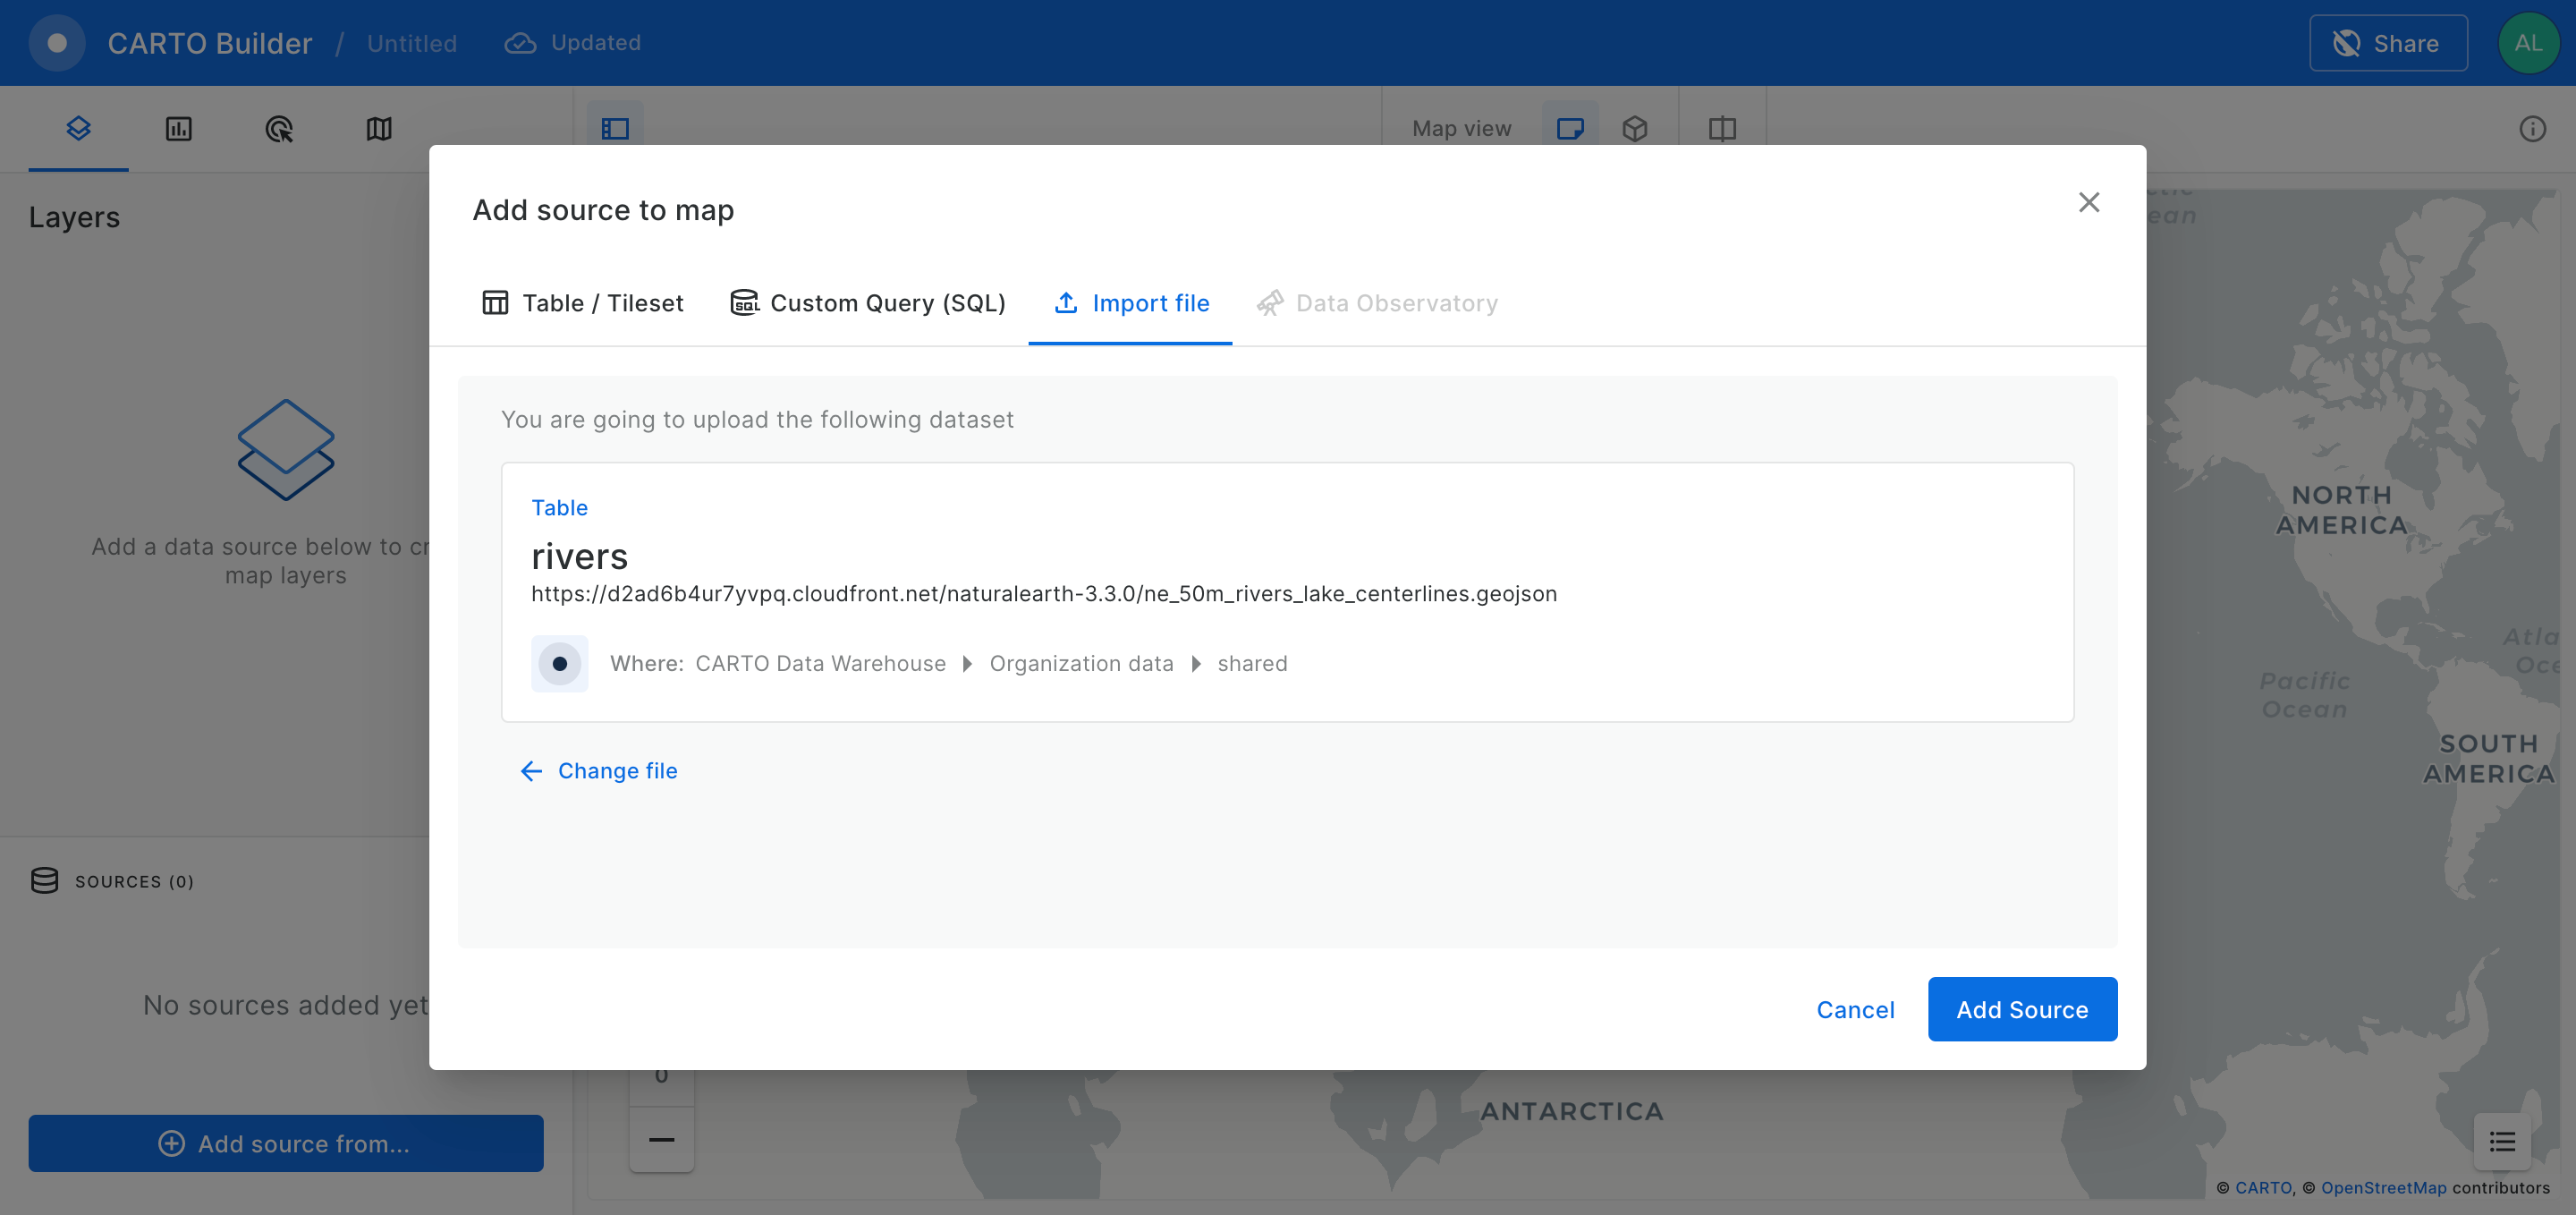 CARTO Builder / Untitled Updated
Share
AL
Map view
Layers
Add a data source below to cr
map layers
SOURCES (0)
No sources added yet
Add source from...
Add source to map
Table / Tileset
Custom Query (SQL)
Import file
Data Observatory
You are going to upload the following dataset
Table
rivers
https://d2ad6b4ur7yvpq.cloudfront.net/naturalearth-3.3.0/ne_50m_rivers_lake_centerlines.geojson
Where: CARTO Data Warehouse Organization data shared
Change file
Cancel
Add Source
ean
NORTH
AMERICA
Atla
Oce
Pacific
Ocean
SOUTH
AMERICA
0
ANTARCTICA
© CARTO, © OpenStreetMap contributors